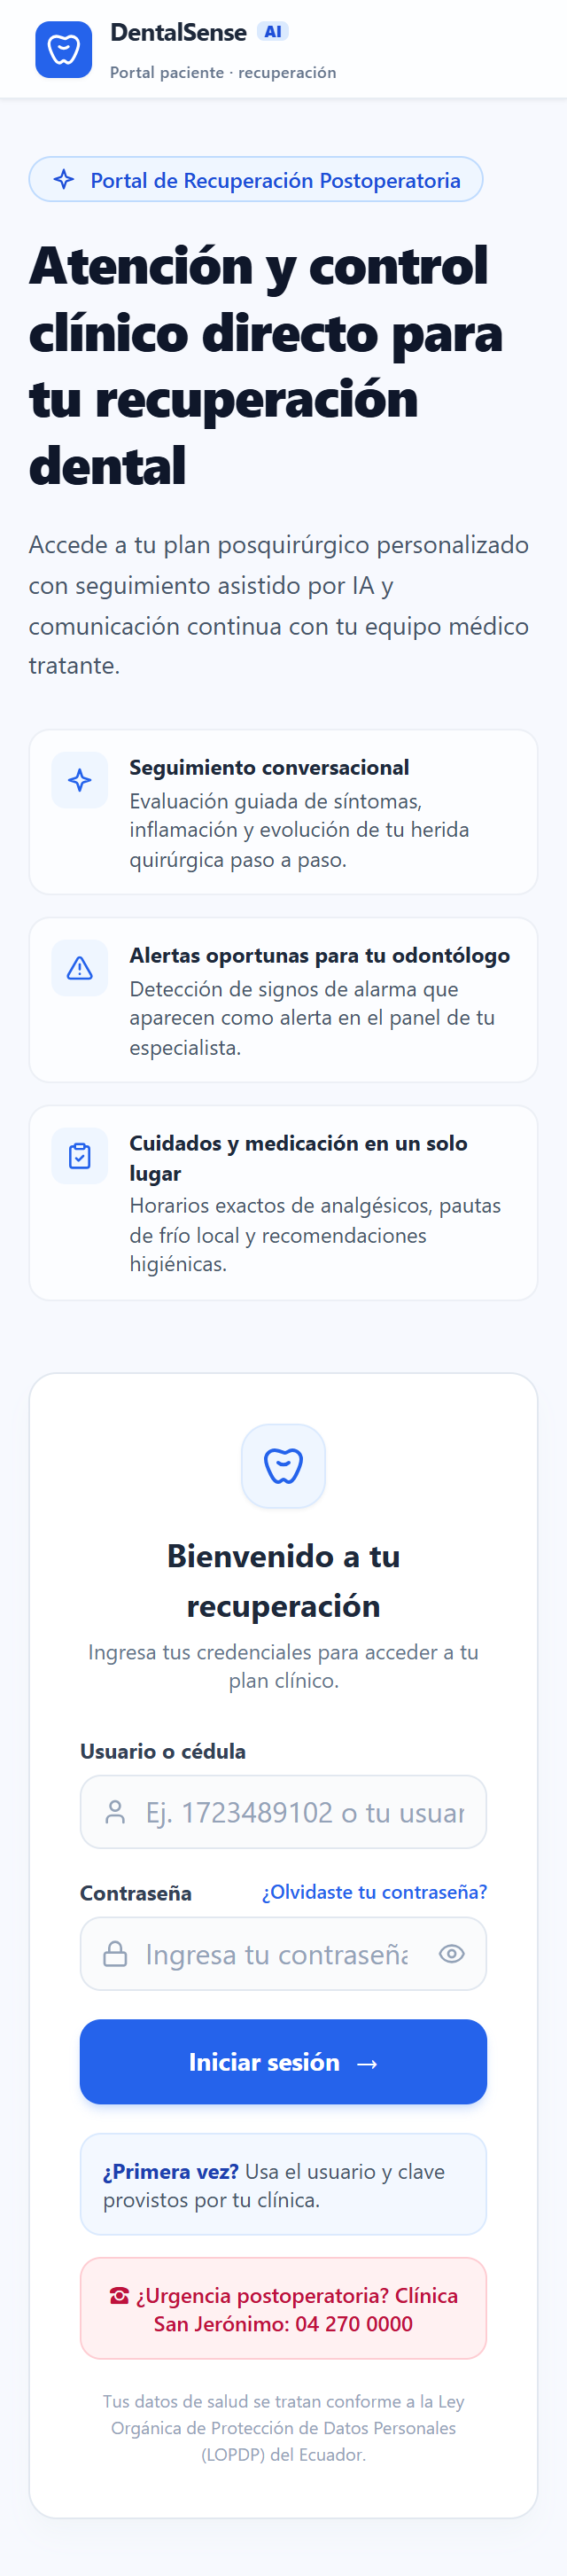 DentalSense AI
Portal paciente · recuperación
Portal de Recuperación Postoperatoria
Atención y control
clínico directo para
tu recuperación
dental
Accede a tu plan posquirúrgico personalizado
con seguimiento asistido por IA y
comunicación continua con tu equipo médico
tratante.
Seguimiento conversacional
Evaluación guiada de síntomas,
inflamación y evolución de tu herida
quirúrgica paso a paso.
Alertas oportunas para tu odontólogo
Detección de signos de alarma que
aparecen como alerta en el panel de tu
especialista.
Cuidados y medicación en un solo
lugar
Horarios exactos de analgésicos, pautas
de frío local y recomendaciones
higiénicas.
Bienvenido a tu
recuperación
Ingresa tus credenciales para acceder a tu
plan clínico.
Usuario o cédula
Ej. 1723489102 o tu usuar
Contraseña ¿Olvidaste tu contraseña?
Ingresa tu contraseña
Iniciar sesión →
¿Primera vez? Usa el usuario y clave
provistos por tu clínica.
☎ ¿Urgencia postoperatoria? Clínica
San Jerónimo: 04 270 0000
Tus datos de salud se tratan conforme a la Ley
Orgánica de Protección de Datos Personales
(LOPDP) del Ecuador.